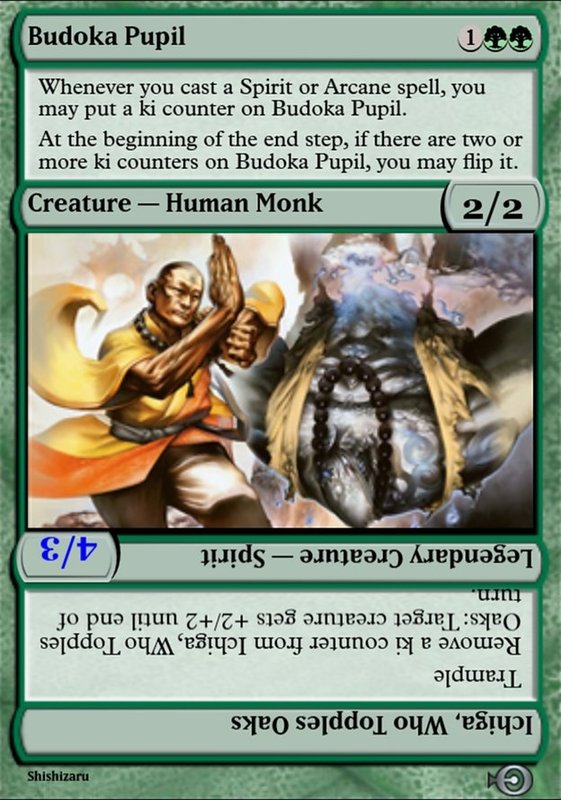 Budoka Pupil 1
Whenever you cast a Spirit or Arcane spell, you
may put a ki counter on Budoka Pupil.
At the beginning of the end step, if there are two or
more ki counters on Budoka Pupil, you may flip it.
Creature — Human Monk 2/2
Ichiga, Who Topples Oaks
Trample
Remove a ki counter from Ichiga, Who Topples
Oaks: Target creature gets +2/+2 until end of
turn.
Legendary Creature — Spirit 4/3
Shishizaru